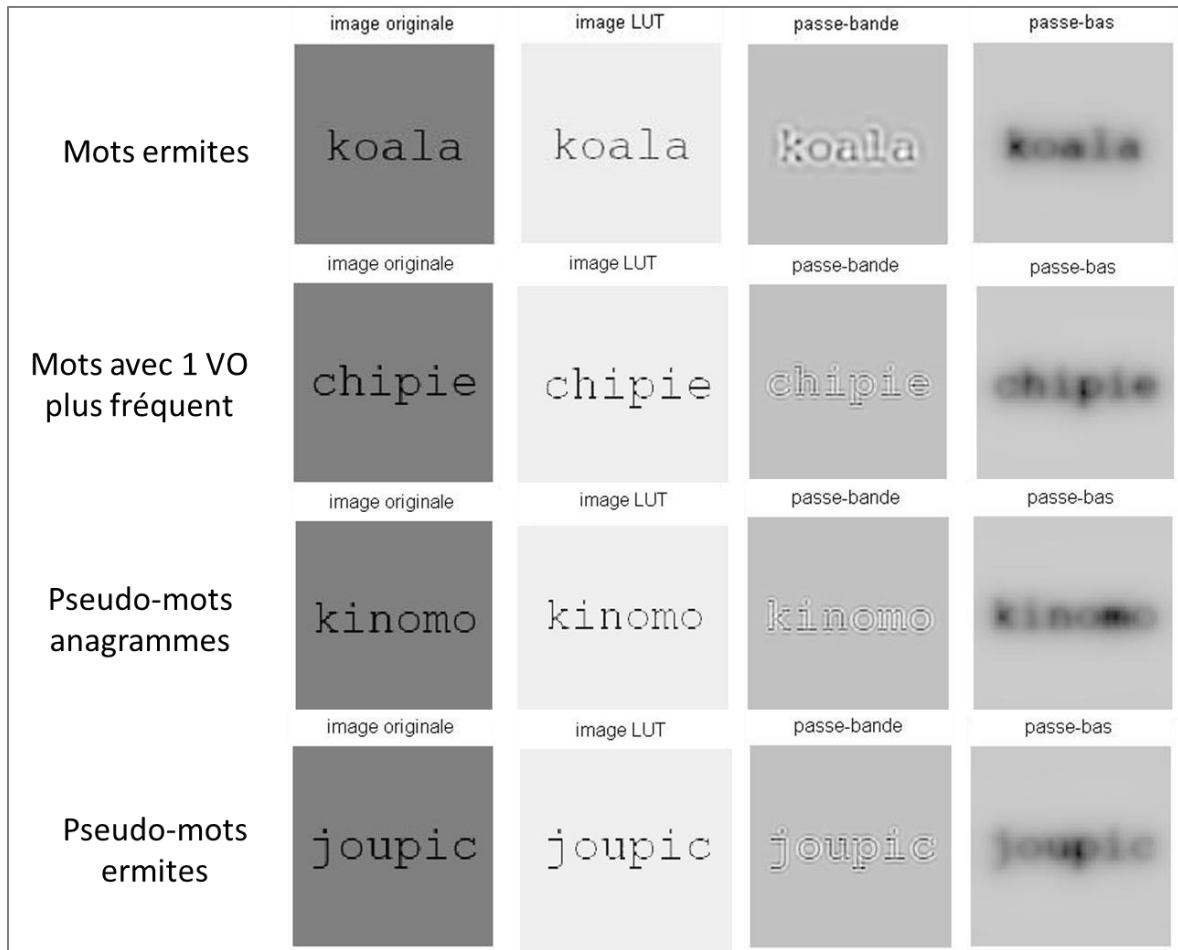 image originale image LUT passe-bande passe-bas
Mots ermites koala koala koala koala
image originale image LUT passe-bande passe-bas
Mots avec 1 VO
plus fréquent
chipie chipie chipie chipie
image originale image LUT passe-bande passe-bas
Pseudo-mots
anagrammes
kinomo kinomo kinomo kinomo
image originale image LUT passe-bande passe-bas
Pseudo-mots
ermites
joupic joupic joupic joupic